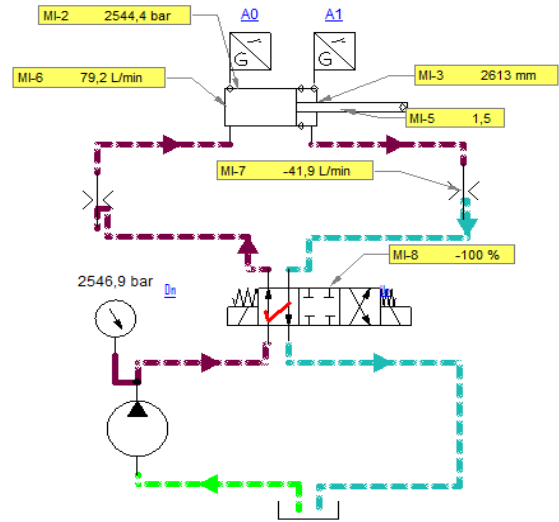 A0 A1
MI-2 2544,4 bar
G G
MI-6 79,2 L/min
MI-3 2613 mm
MI-5 1,5
MI-7 -41,9 L/min
MI-8 -100 %
2546,9 bar
Dn